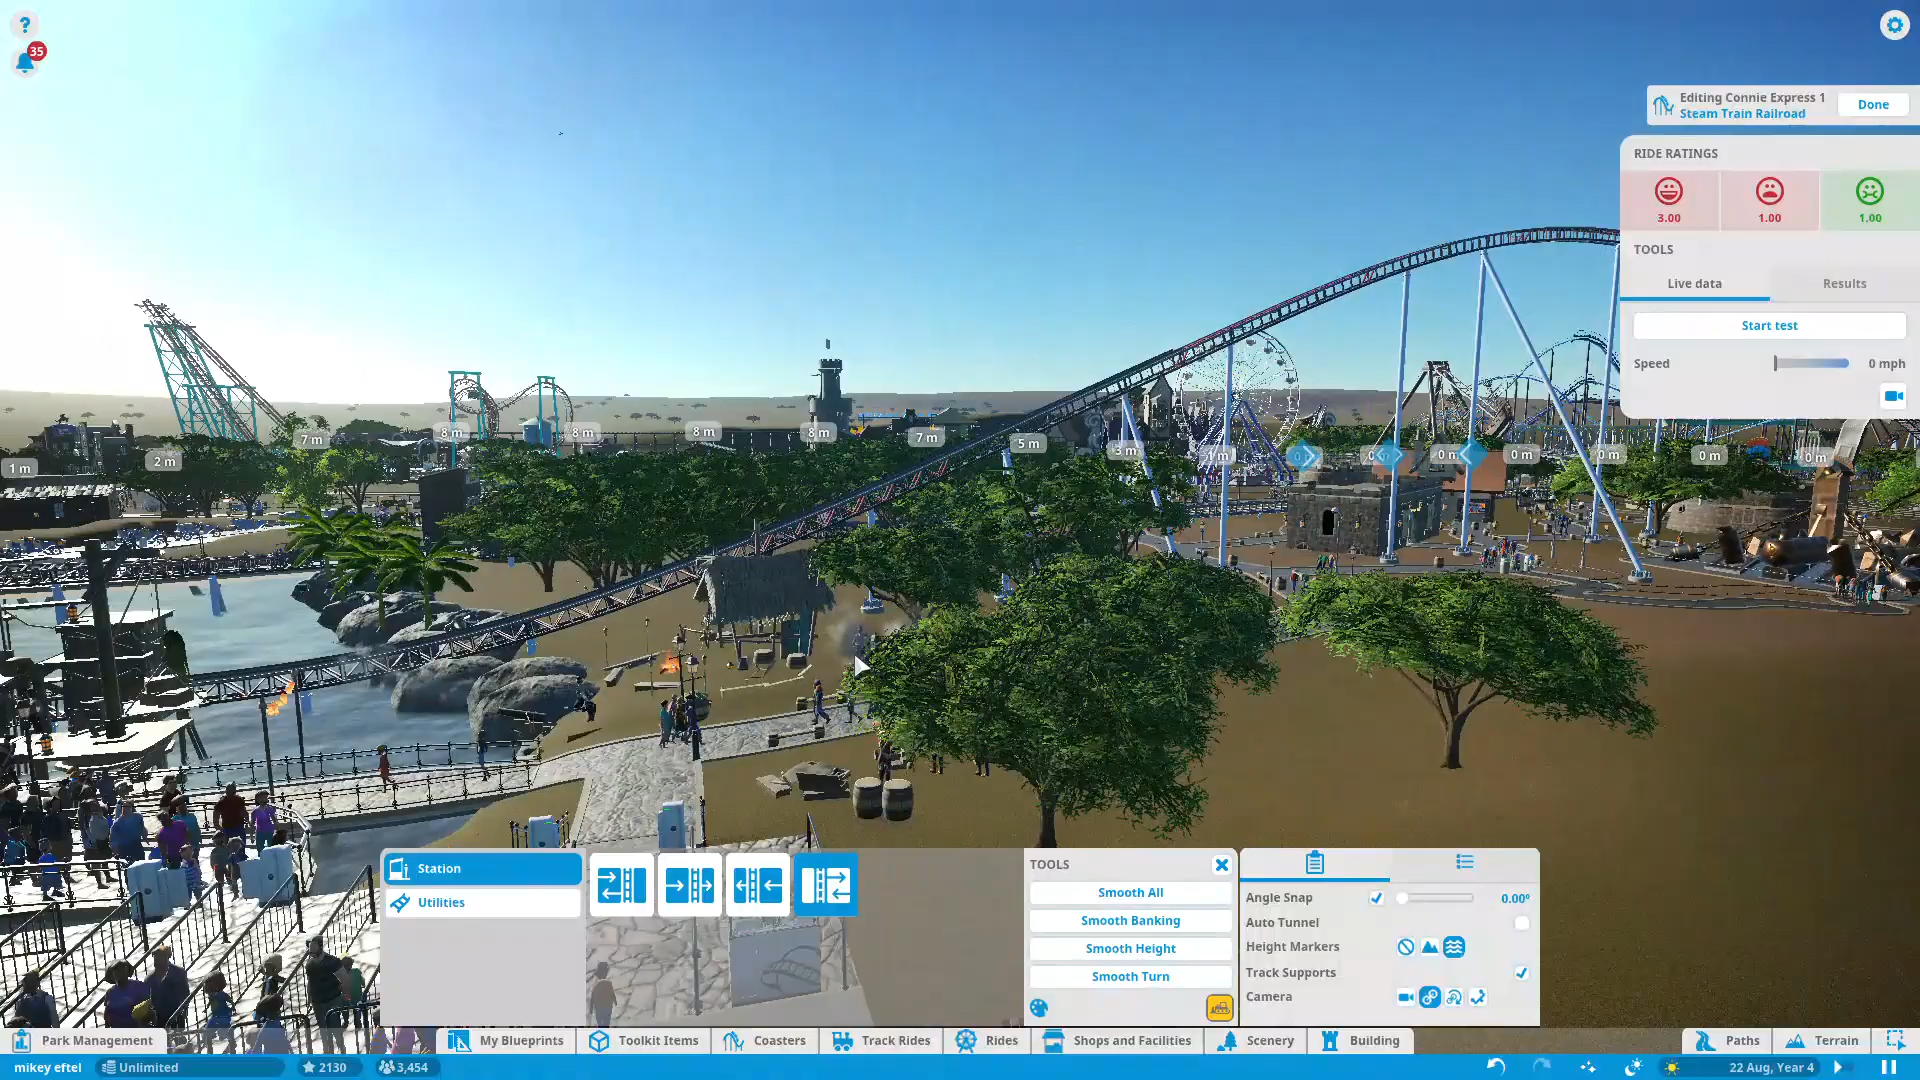 ?
35
Editing Connie Express 1
Steam Train Railroad
Done
RIDE RATINGS
3.00
1.00
1.00
TOOLS
Live data
Results
Start test
Speed
0 mph
1 m
2 m
7 m
8 m
8 m
8 m
8 m
7 m
5 m
3 m
1 m
0 m
0 m
0 m
0 m
0 m
0 m
Station
Utilities
TOOLS
Smooth All
Smooth Banking
Smooth Height
Smooth Turn
Angle Snap
0.00°
Auto Tunnel
Height Markers
Track Supports
Camera
Park Management
My Blueprints
Toolkit Items
Coasters
Track Rides
Rides
Shops and Facilities
Scenery
Building
Paths
Terrain
mikey eftel
Unlimited
2130
3,454
22 Aug, Year 4